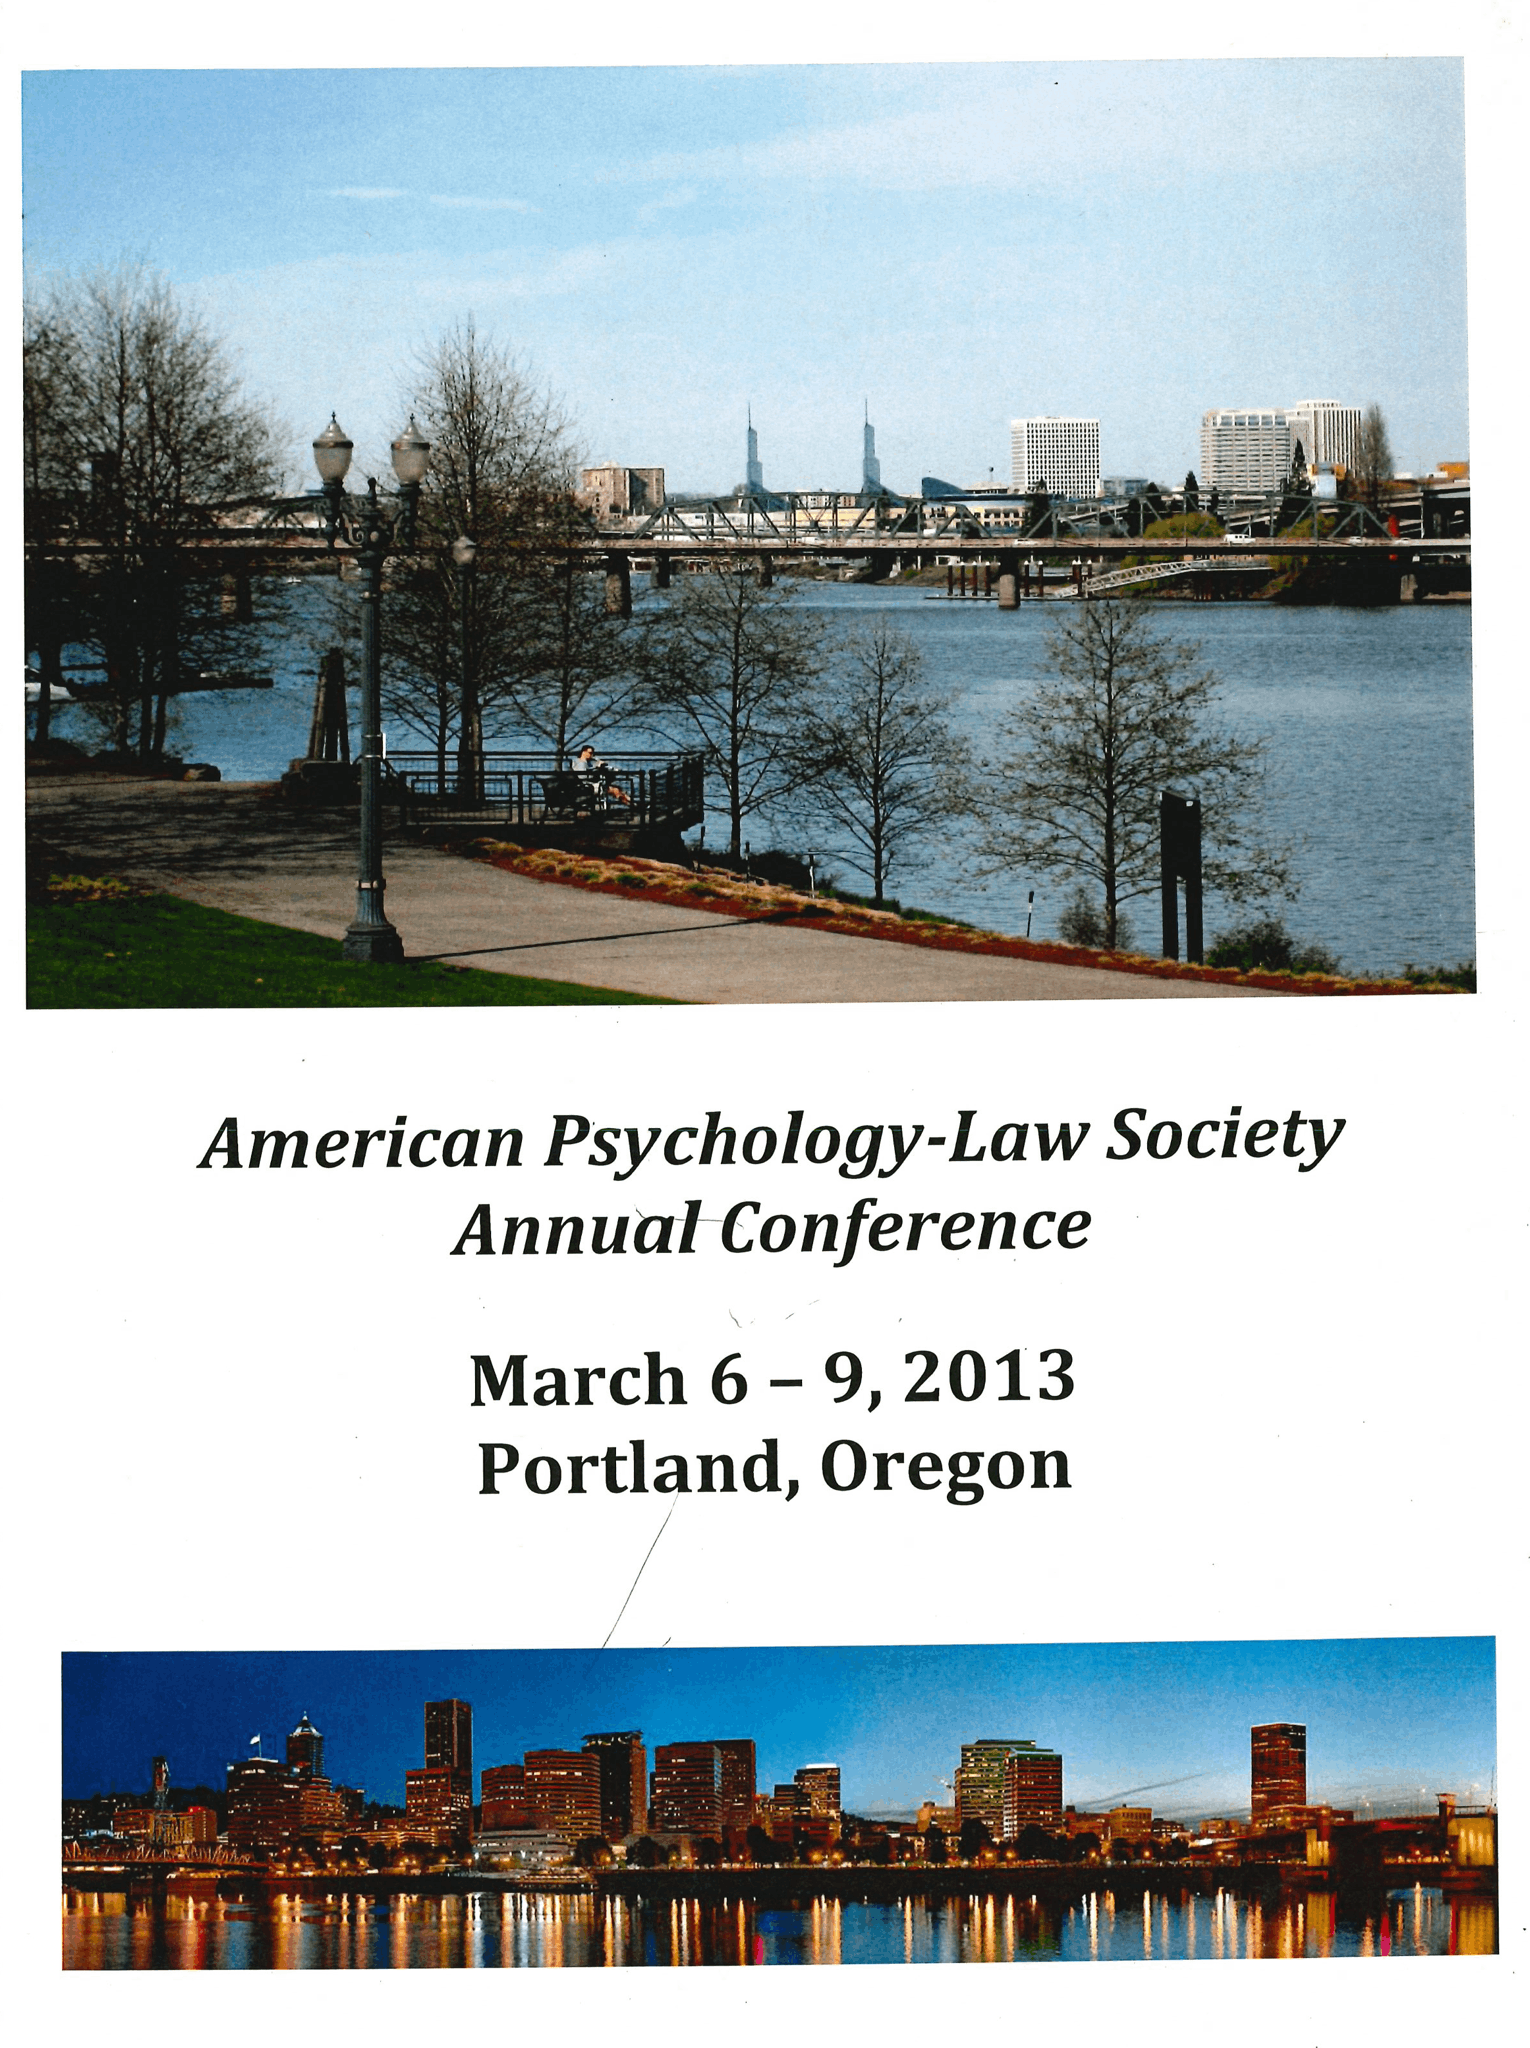 American Psychology-Law Society
Annual Conference
March 6 – 9, 2013
Portland, Oregon